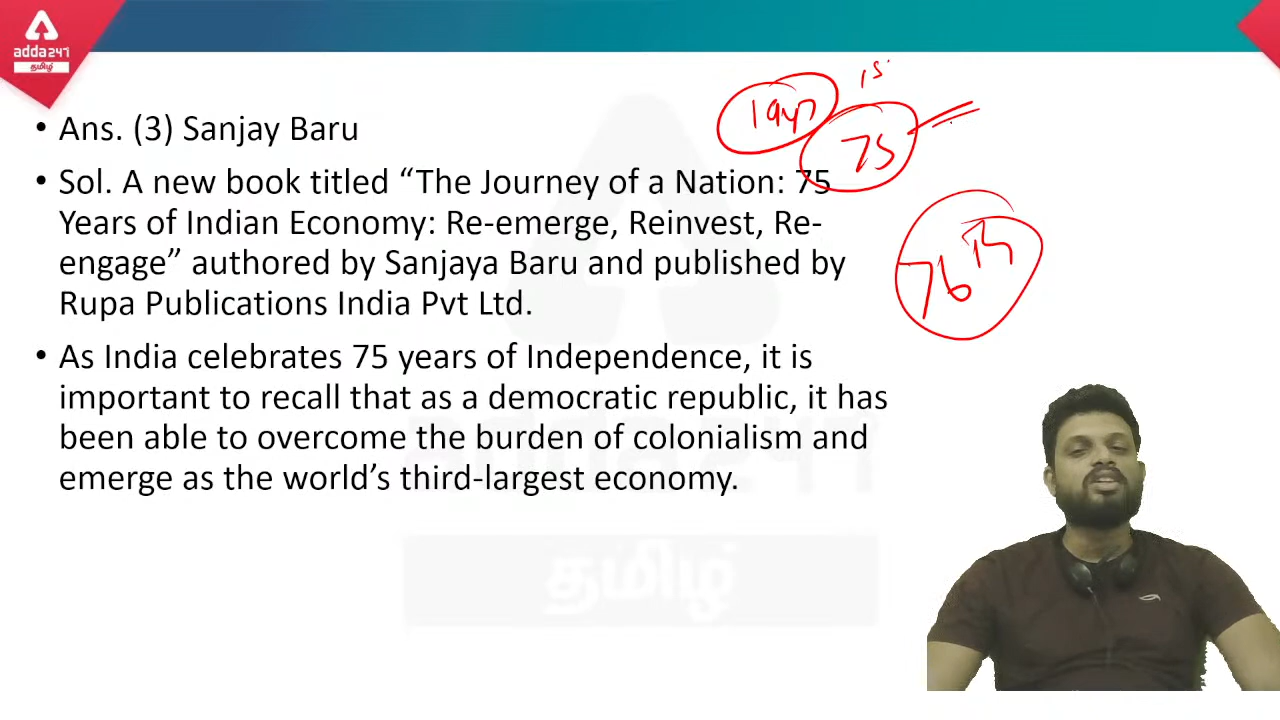 adda247
தமிழ்
1947
15
75
• Ans. (3) Sanjay Baru
• Sol. A new book titled “The Journey of a Nation: 75
Years of Indian Economy: Re-emerge, Reinvest, Re-
engage” authored by Sanjaya Baru and published by
Rupa Publications India Pvt Ltd.
76th
• As India celebrates 75 years of Independence, it is
important to recall that as a democratic republic, it has
been able to overcome the burden of colonialism and
emerge as the world’s third-largest economy.
adda247
தமிழ்